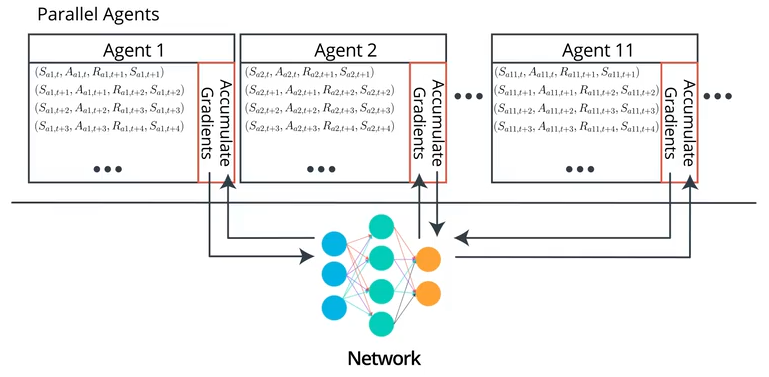 Parallel Agents
Agent 1
(S_{a1,t}, A_{a1,t}, R_{a1,t+1}, S_{a1,t+1})
(S_{a1,t+1}, A_{a1,t+1}, R_{a1,t+2}, S_{a1,t+2})
(S_{a1,t+2}, A_{a1,t+2}, R_{a1,t+3}, S_{a1,t+3})
(S_{a1,t+3}, A_{a1,t+3}, R_{a1,t+4}, S_{a1,t+4})
•••
Accumulate
Gradients
Agent 2
(S_{a2,t}, A_{a2,t}, R_{a2,t+1}, S_{a2,t+1})
(S_{a2,t+1}, A_{a2,t+1}, R_{a2,t+2}, S_{a2,t+2})
(S_{a2,t+2}, A_{a2,t+2}, R_{a2,t+3}, S_{a2,t+3})
(S_{a2,t+3}, A_{a2,t+3}, R_{a2,t+4}, S_{a2,t+4})
•••
Accumulate
Gradients
•••
Agent 11
(S_{a11,t}, A_{a11,t}, R_{a11,t+1}, S_{a11,t+1})
(S_{a11,t+1}, A_{a11,t+1}, R_{a11,t+2}, S_{a11,t+2})
(S_{a11,t+2}, A_{a11,t+2}, R_{a11,t+3}, S_{a11,t+3})
(S_{a11,t+3}, A_{a11,t+3}, R_{a11,t+4}, S_{a11,t+4})
•••
Accumulate
Gradients
•••
Network